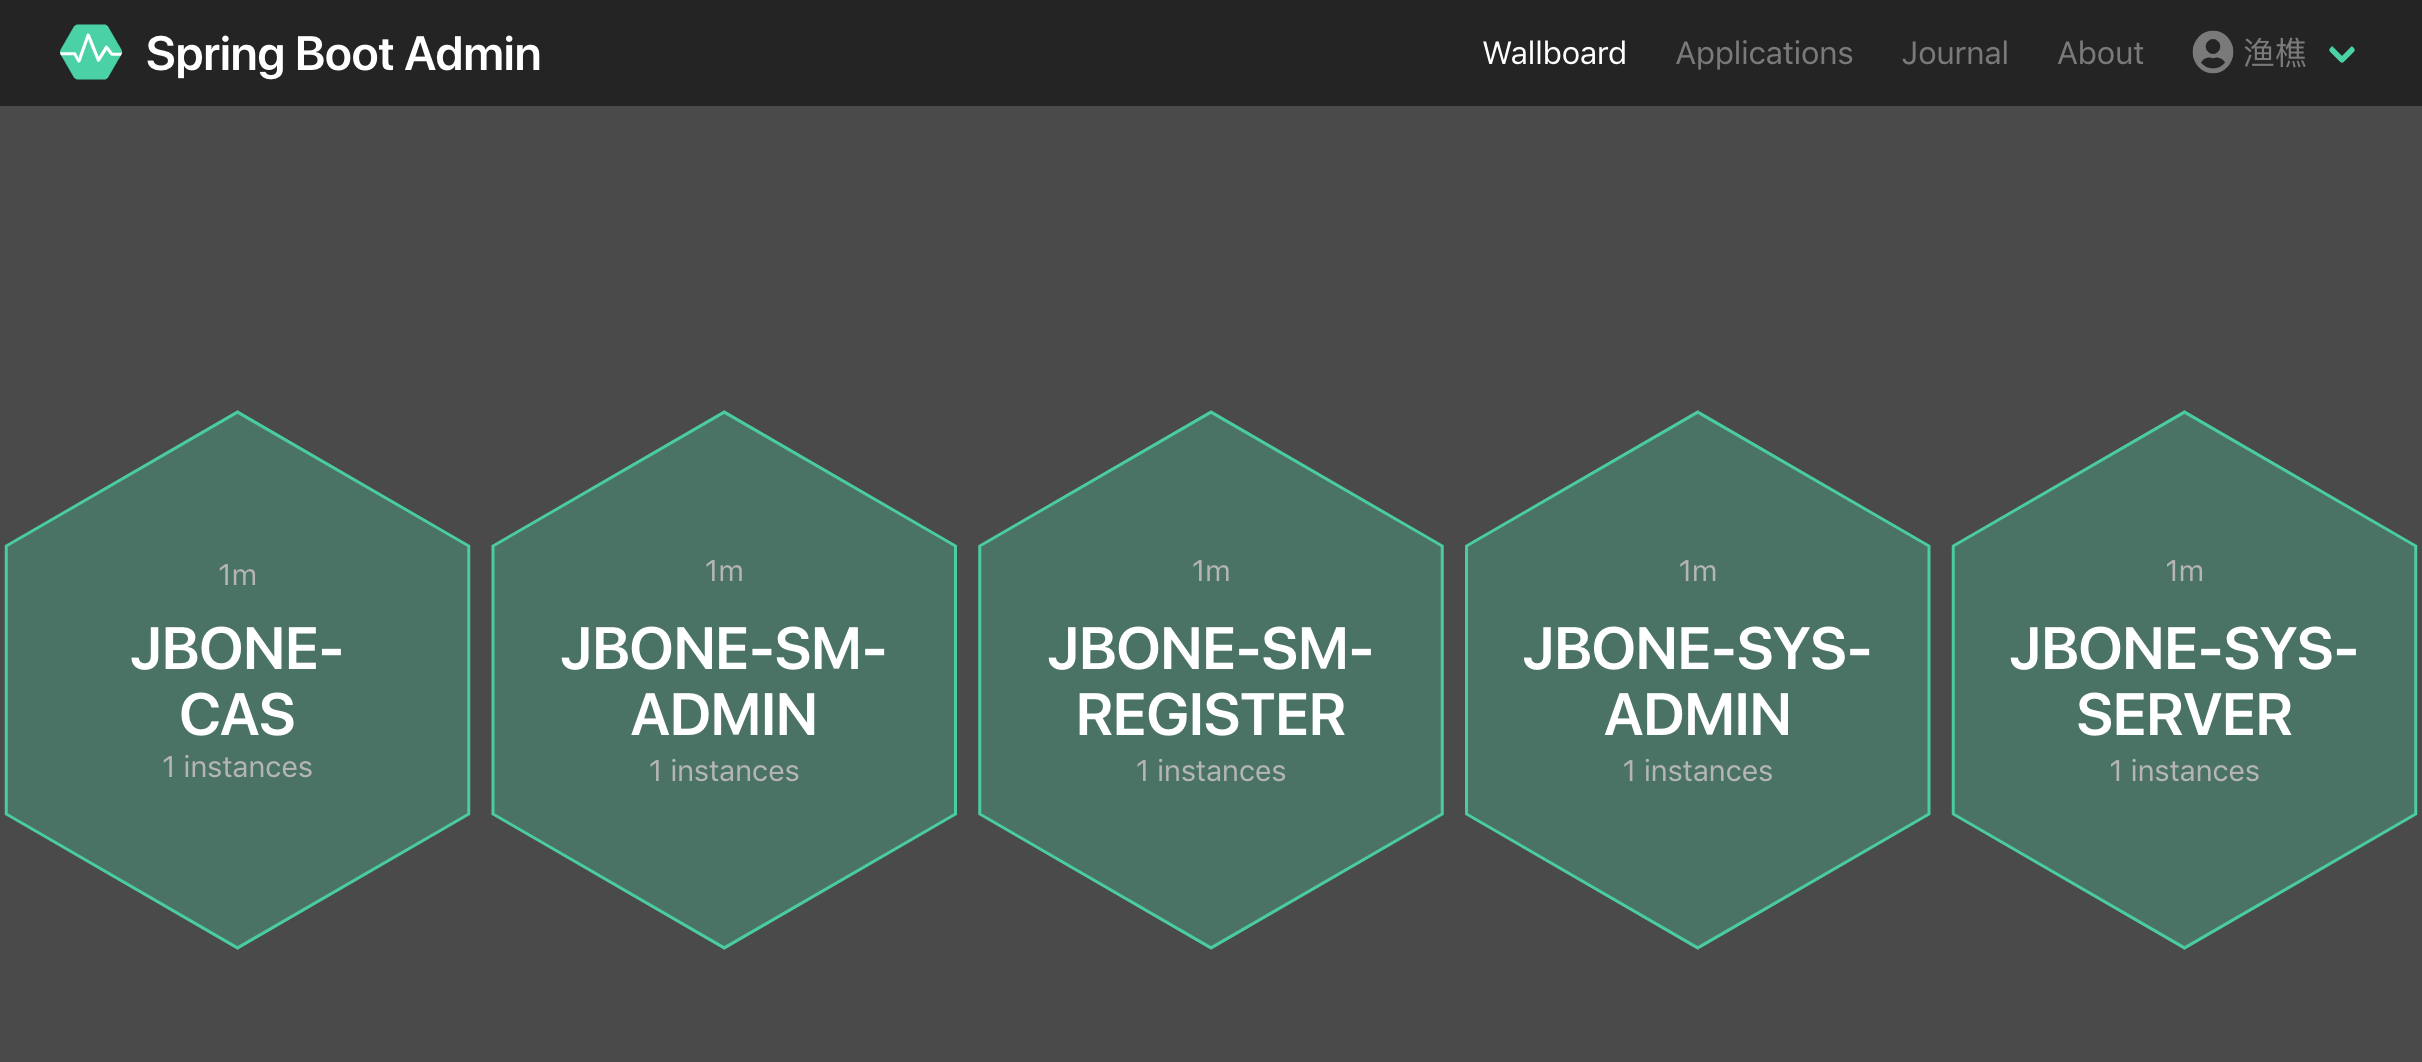 Spring Boot Admin
Wallboard Applications Journal About 渔樵
1m
JBONE-
CAS
1 instances
1m
JBONE-SM-
ADMIN
1 instances
1m
JBONE-SM-
REGISTER
1 instances
1m
JBONE-SYS-
ADMIN
1 instances
1m
JBONE-SYS-
SERVER
1 instances